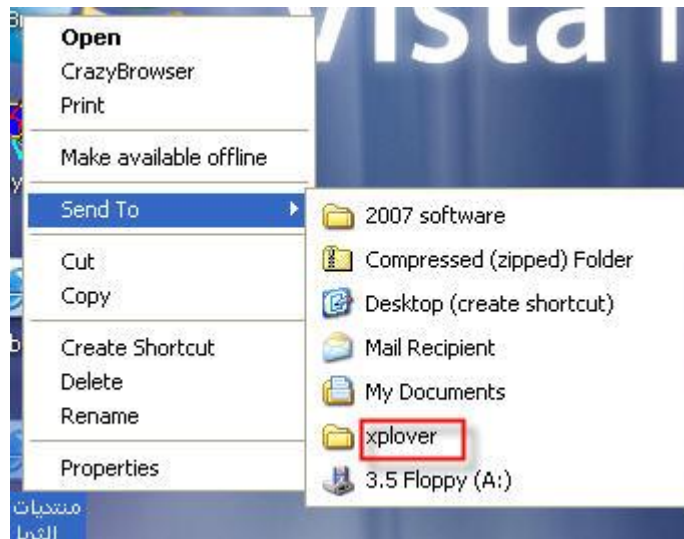 Vista
Open
CrazyBrowser
Print
Make available offline
Send To
Cut
Copy
Create Shortcut
Delete
Rename
Properties
2007 software
Compressed (zipped) Folder
Desktop (create shortcut)
Mail Recipient
My Documents
xplover
3.5 Floppy (A:)
منتديات